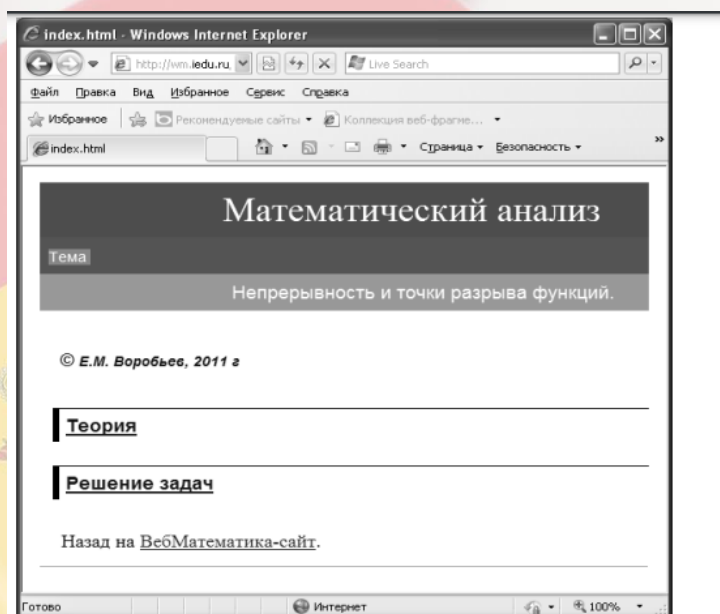 index.html - Windows Internet Explorer
http://wm.iedu.ru
Live Search
Файл Правка Вид Избранное Сервис Справка
Избранное Рекомендуемые сайты Коллекция веб-фрагме...
index.html Страница Безопасность »
Математический анализ
Тема
Непрерывность и точки разрыва функций.
© Е.М. Воробьев, 2011 г
Теория
Решение задач
Назад на ВебМатематика-сайт.
Готово Интернет 100%